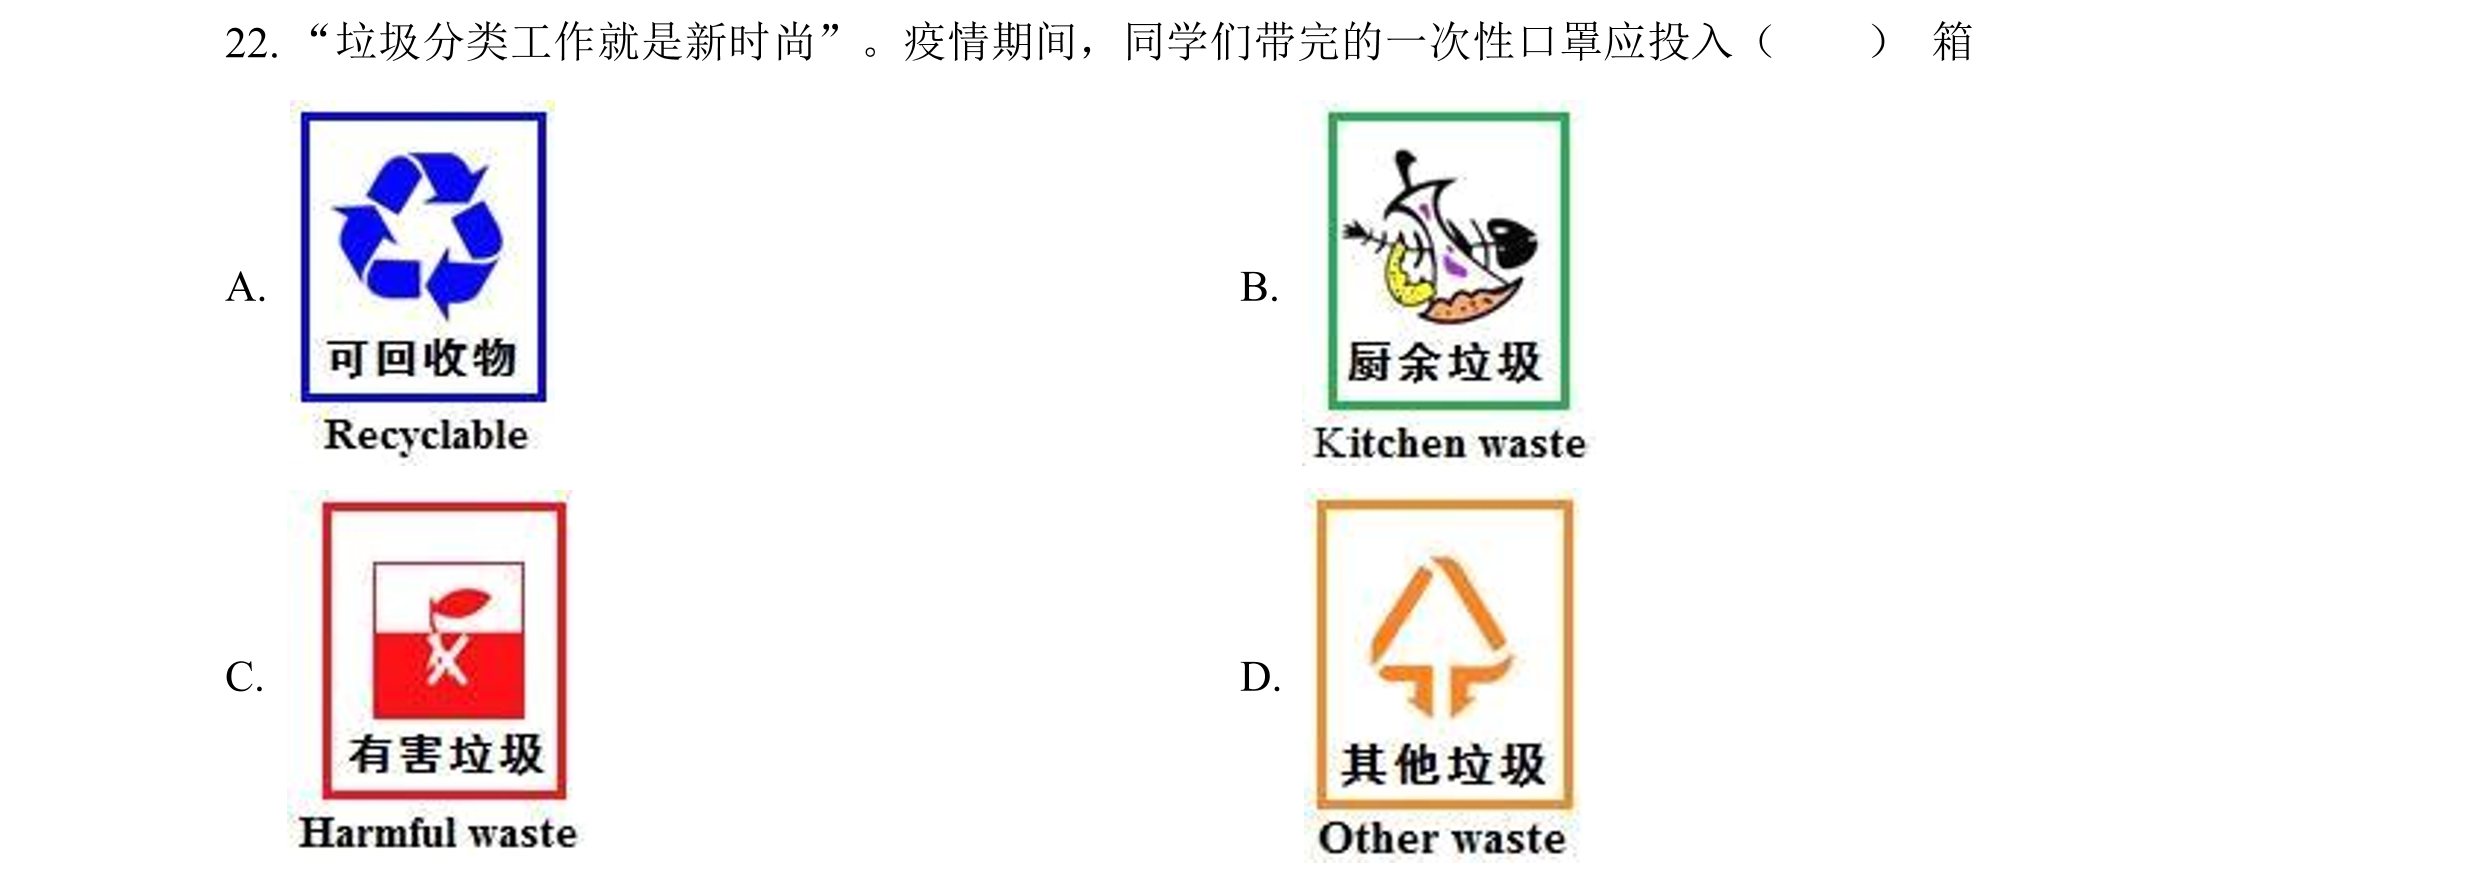 22. “垃圾分类工作就是新时尚”。疫情期间，同学们带完的一次性口罩应投入（　　） 箱
A.
可回收物
Recyclable
B.
厨余垃圾
Kitchen waste
C.
有害垃圾
Harmful waste
D.
其他垃圾
Other waste